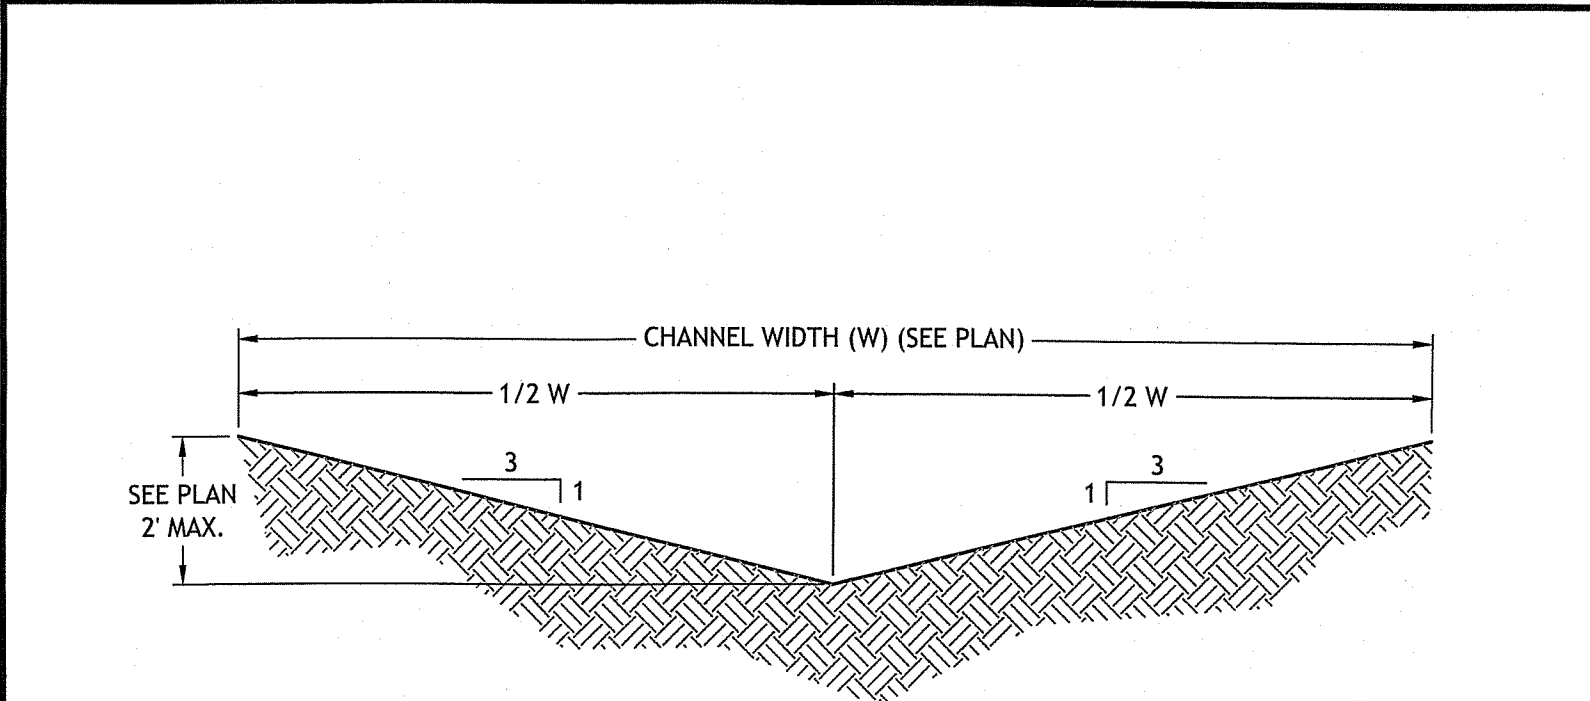 CHANNEL WIDTH (W) (SEE PLAN)
1/2 W
1/2 W
3
1
3
1
SEE PLAN
2' MAX.